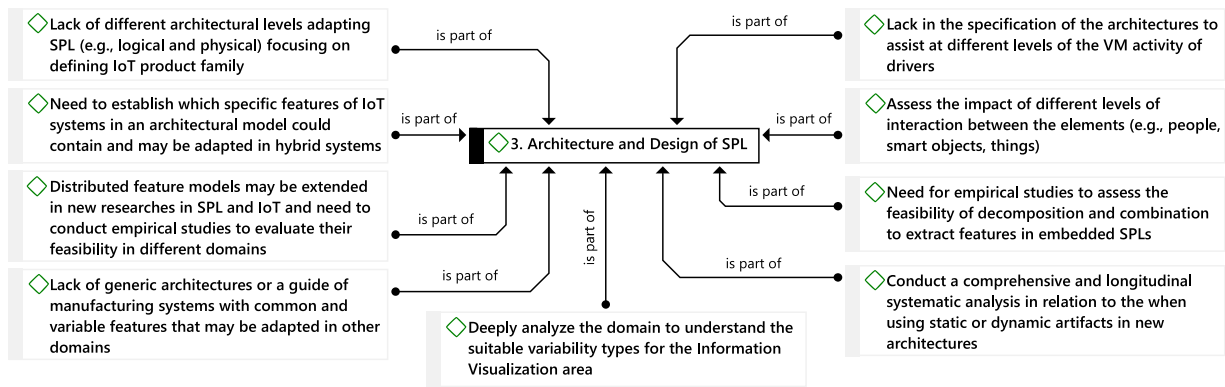 Lack of different architectural levels adapting
SPL (e.g., logical and physical) focusing on
defining IoT product family
is part of
Need to establish which specific features of IoT
systems in an architectural model could
contain and may be adapted in hybrid systems
is part of
Distributed feature models may be extended
in new researches in SPL and IoT and need to
conduct empirical studies to evaluate their
feasibility in different domains
is part of
Lack of generic architectures or a guide of
manufacturing systems with common and
variable features that may be adapted in other
domains
is part of
3. Architecture and Design of SPL
is part of
Deeply analyze the domain to understand the
suitable variability types for the Information
Visualization area
is part of
Lack in the specification of the architectures to
assist at different levels of the VM activity of
drivers
is part of
Assess the impact of different levels of
interaction between the elements (e.g., people,
smart objects, things)
is part of
Need for empirical studies to assess the
feasibility of decomposition and combination
to extract features in embedded SPLs
is part of
Conduct a comprehensive and longitudinal
systematic analysis in relation to the when
using static or dynamic artifacts in new
architectures